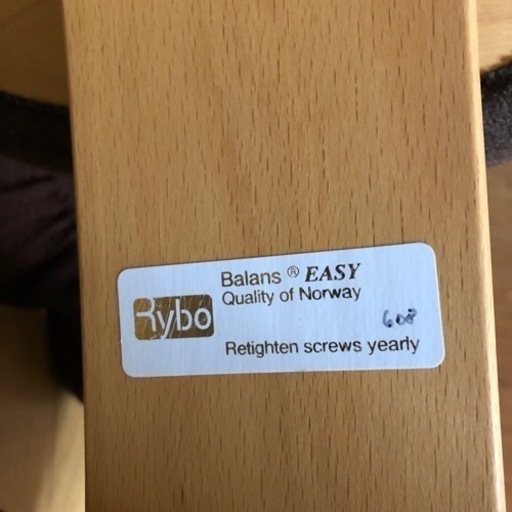 Balans ® EASY
Quality of Norway
Rybo
608
Retighten screws yearly